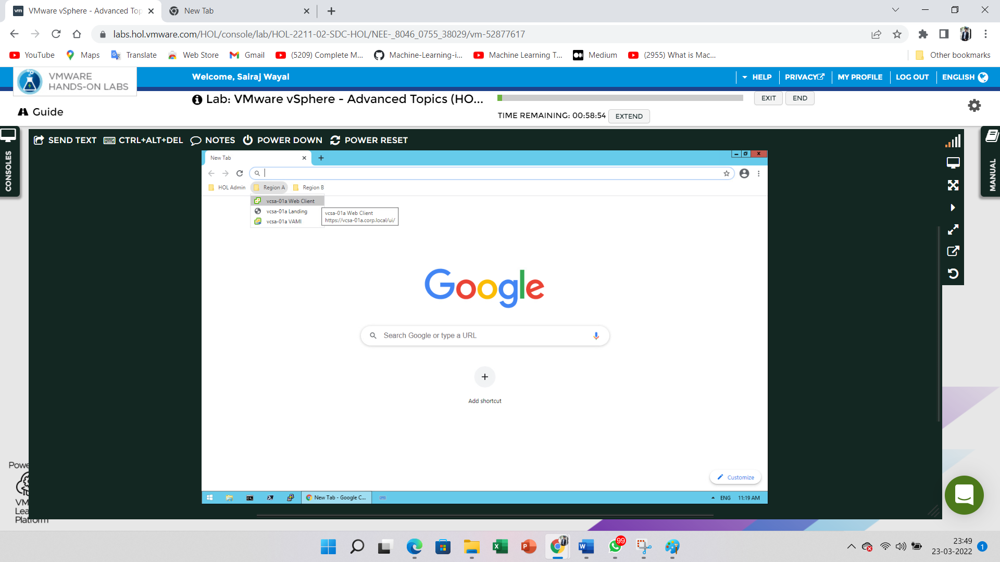 VMware vSphere - Advanced Top
New Tab
labs.hol.vmware.com/HOL/console/lab/HOL-2211-02-SDC-HOL/NEE-_8046_0755_38029/vm-52877617
YouTube
Maps
Translate
Web Store
Gmail
(5209) Complete M...
Machine-Learning-i...
Machine Learning T...
Medium
(2955) What is Mac...
Other bookmarks
VMWARE
HANDS-ON LABS
Welcome, Sairaj Wayal
HELP
PRIVACY
MY PROFILE
LOG OUT
ENGLISH
Guide
Lab: VMware vSphere - Advanced Topics (HO...
EXIT
END
TIME REMAINING: 00:58:54
EXTEND
CONSOLES
MANUAL
SEND TEXT
CTRL+ALT+DEL
NOTES
POWER DOWN
POWER RESET
New Tab
HOL Admin
Region A
Region B
vcsa-01a Web Client
vcsa-01a Landing
vcsa-01a VAMI
vcsa-01a Web Client
https://vcsa-01a.corp.local/ui/
Google
Search Google or type a URL
Add shortcut
Customize
New Tab - Google C...
ENG
11:19 AM
Powe
VM
Lea
Platform
99
23:49
23-03-2022
1